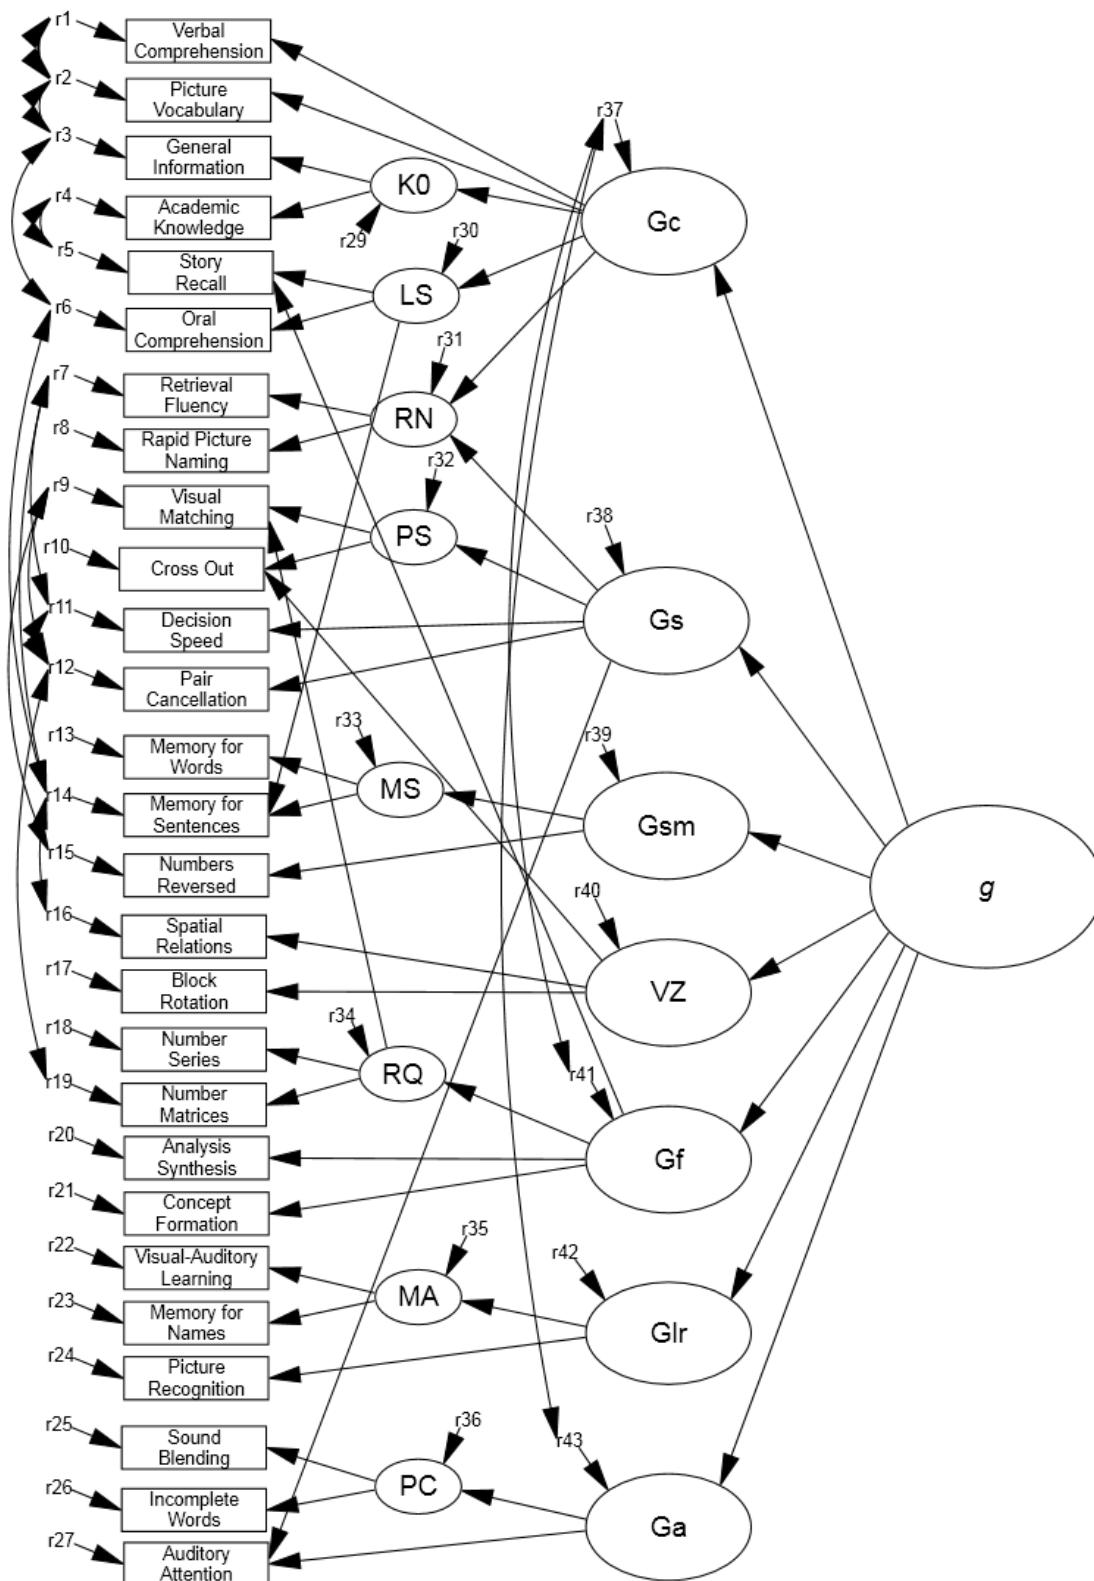 r1
Verbal
Comprehension
r2
Picture
Vocabulary
r37
r3
General
Information
K0
Gc
r4
Academic
Knowledge
r29
r30
r5
Story
Recall
LS
r6
Oral
Comprehension
r31
r7
Retrieval
Fluency
RN
r8
Rapid Picture
Naming
r32
r9
Visual
Matching
PS
r38
r10
Cross Out
r11
Decision
Speed
Gs
r12
Pair
Cancellation
r33
r39
r13
Memory for
Words
MS
r14
Memory for
Sentences
Gsm
r15
Numbers
Reversed
g
r40
r16
Spatial
Relations
r17
Block
Rotation
VZ
r34
r18
Number
Series
RQ
r41
r19
Number
Matrices
r20
Analysis
Synthesis
Gf
r21
Concept
Formation
r35
r42
r22
Visual-Auditory
Learning
MA
r23
Memory for
Names
Glr
r24
Picture
Recognition
r36
r43
r25
Sound
Blending
PC
r26
Incomplete
Words
Ga
r27
Auditory
Attention